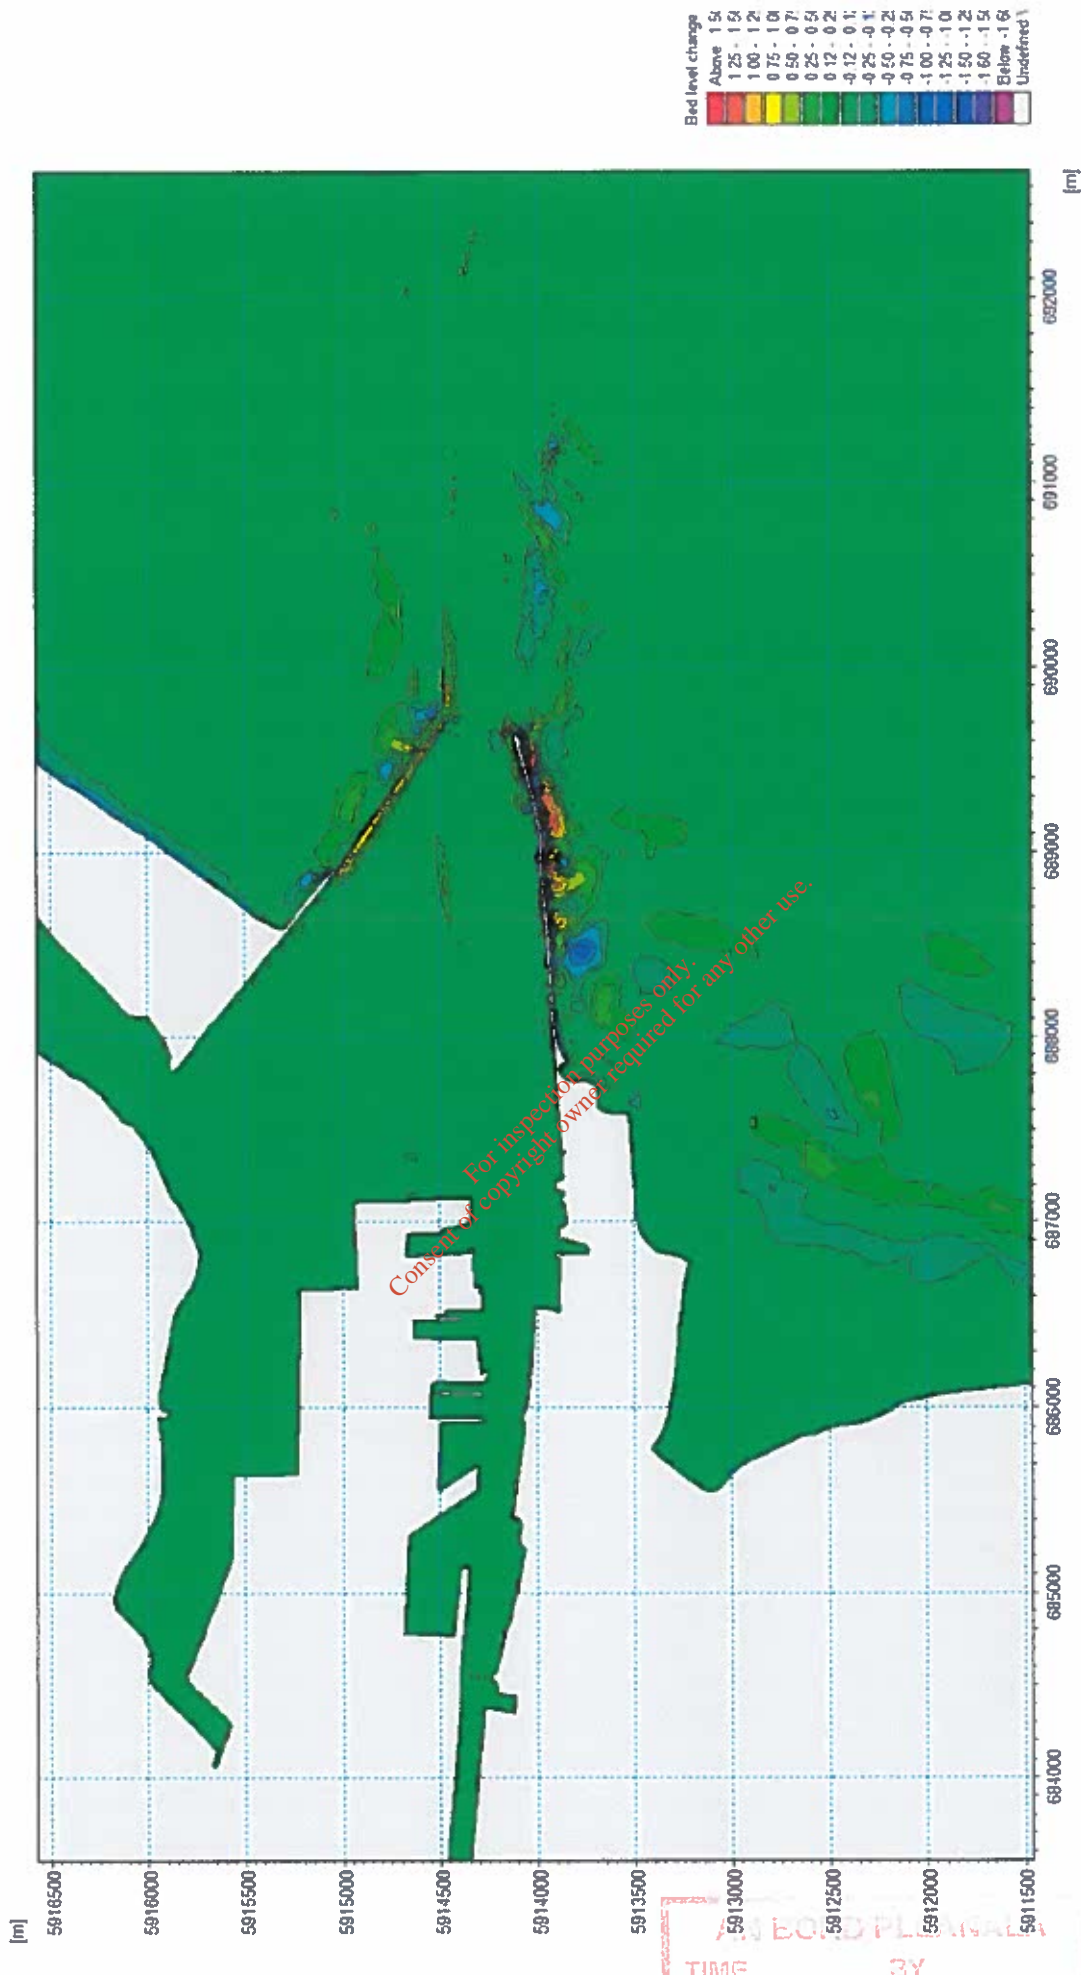 Bed level change
Above 1.5
1.25 - 1.5
1.00 - 1.2
0.75 - 1.0
0.50 - 0.7
0.25 - 0.5
0.12 - 0.2
-0.12 - 0.1
-0.25 - -0.1
-0.50 - -0.2
-0.75 - -0.5
-1.00 - -0.7
-1.25 - -1.0
-1.50 - -1.2
-1.60 - -1.5
Below -1.6
Undefined
[m]
5916500
5916000
5915500
5915000
5914500
5914000
5913500
5913000
5912500
5912000
5911500
684000
685000
686000
687000
688000
689000
690000
691000
692000
[m]
For inspection purposes only.
Consent of copyright owner required for any other use.
AN BORD PLEANALA
TIME BY